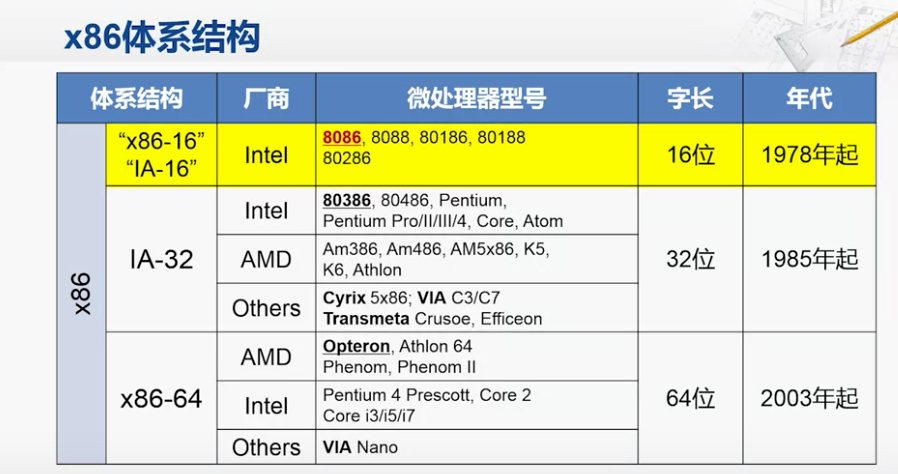 x86体系结构
体系结构 厂商 微处理器型号 字长 年代
x86
“x86-16”
“IA-16”
Intel
8086, 8088, 80186, 80188
80286
16位
1978年起
IA-32
Intel
80386, 80486, Pentium,
Pentium Pro/II/III/4, Core, Atom
AMD
Am386, Am486, AM5x86, K5,
K6, Athlon
Others
Cyrix 5x86; VIA C3/C7
Transmeta Crusoe, Efficeon
32位
1985年起
x86-64
AMD
Opteron, Athlon 64
Phenom, Phenom II
Intel
Pentium 4 Prescott, Core 2
Core i3/i5/i7
Others
VIA Nano
64位
2003年起